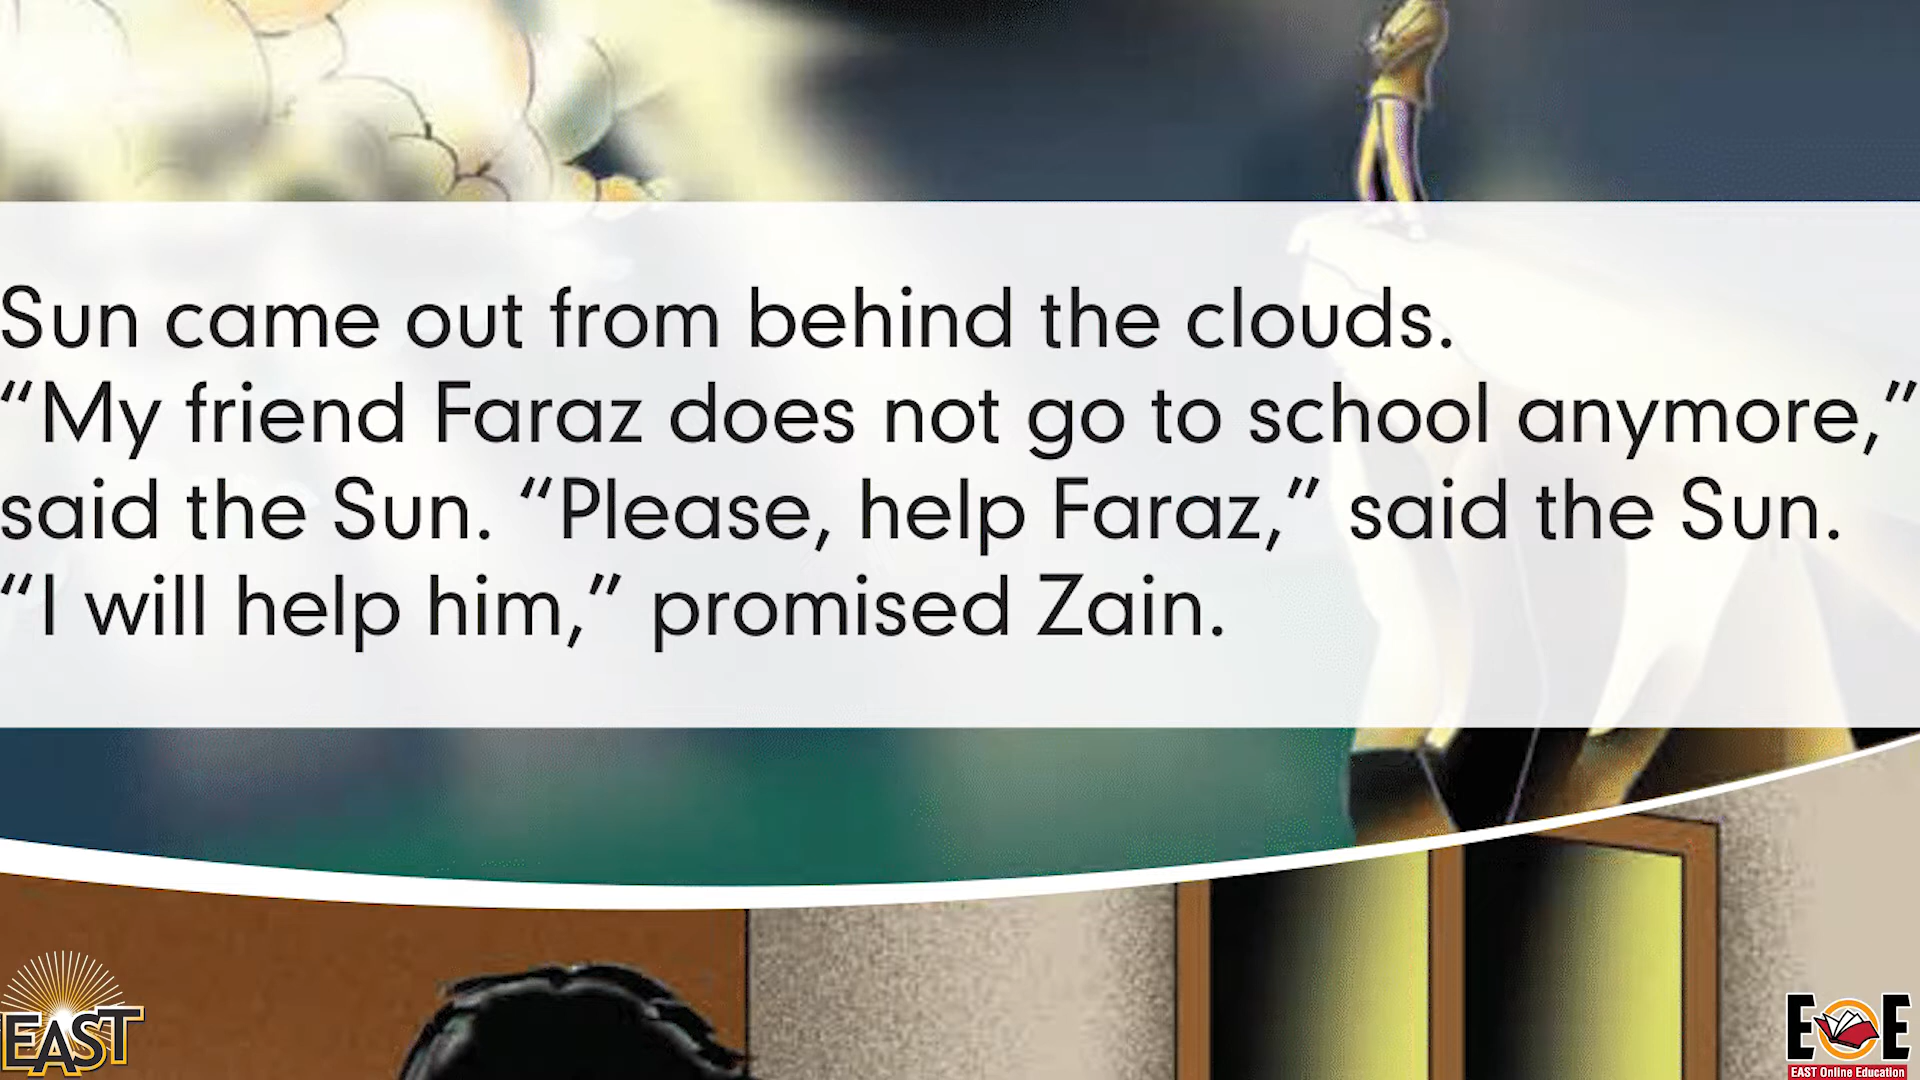 Sun came out from behind the clouds.
“My friend Faraz does not go to school anymore,”
said the Sun. “Please, help Faraz,” said the Sun.
“I will help him,” promised Zain.
EAST
EOE
EAST Online Education